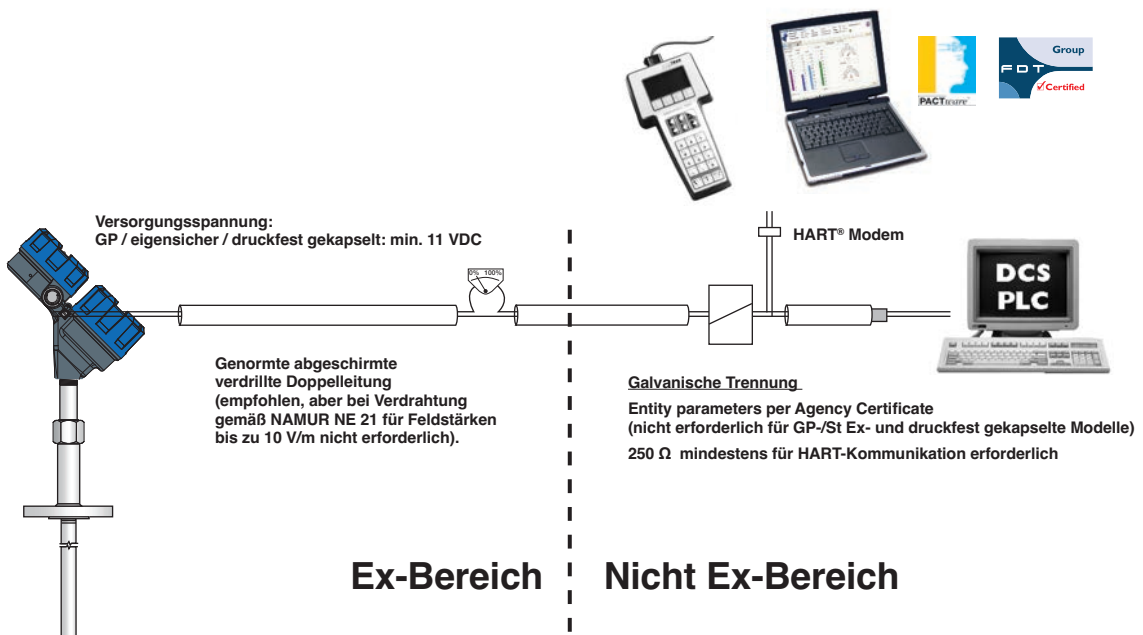 Group
FDT
Certified
PACTware
Versorgungsspannung:
GP / eigensicher / druckfest gekapselt: min. 11 VDC
HART® Modem
0% 100%
DCS
PLC
Genormte abgeschirmte
verdrillte Doppelleitung
(empfohlen, aber bei Verdrahtung
gemäß NAMUR NE 21 für Feldstärken
bis zu 10 V/m nicht erforderlich).
Galvanische Trennung
Entity parameters per Agency Certificate
(nicht erforderlich für GP-/St Ex- und druckfest gekapselte Modelle)
250 Ω mindestens für HART-Kommunikation erforderlich
Ex-Bereich
Nicht Ex-Bereich